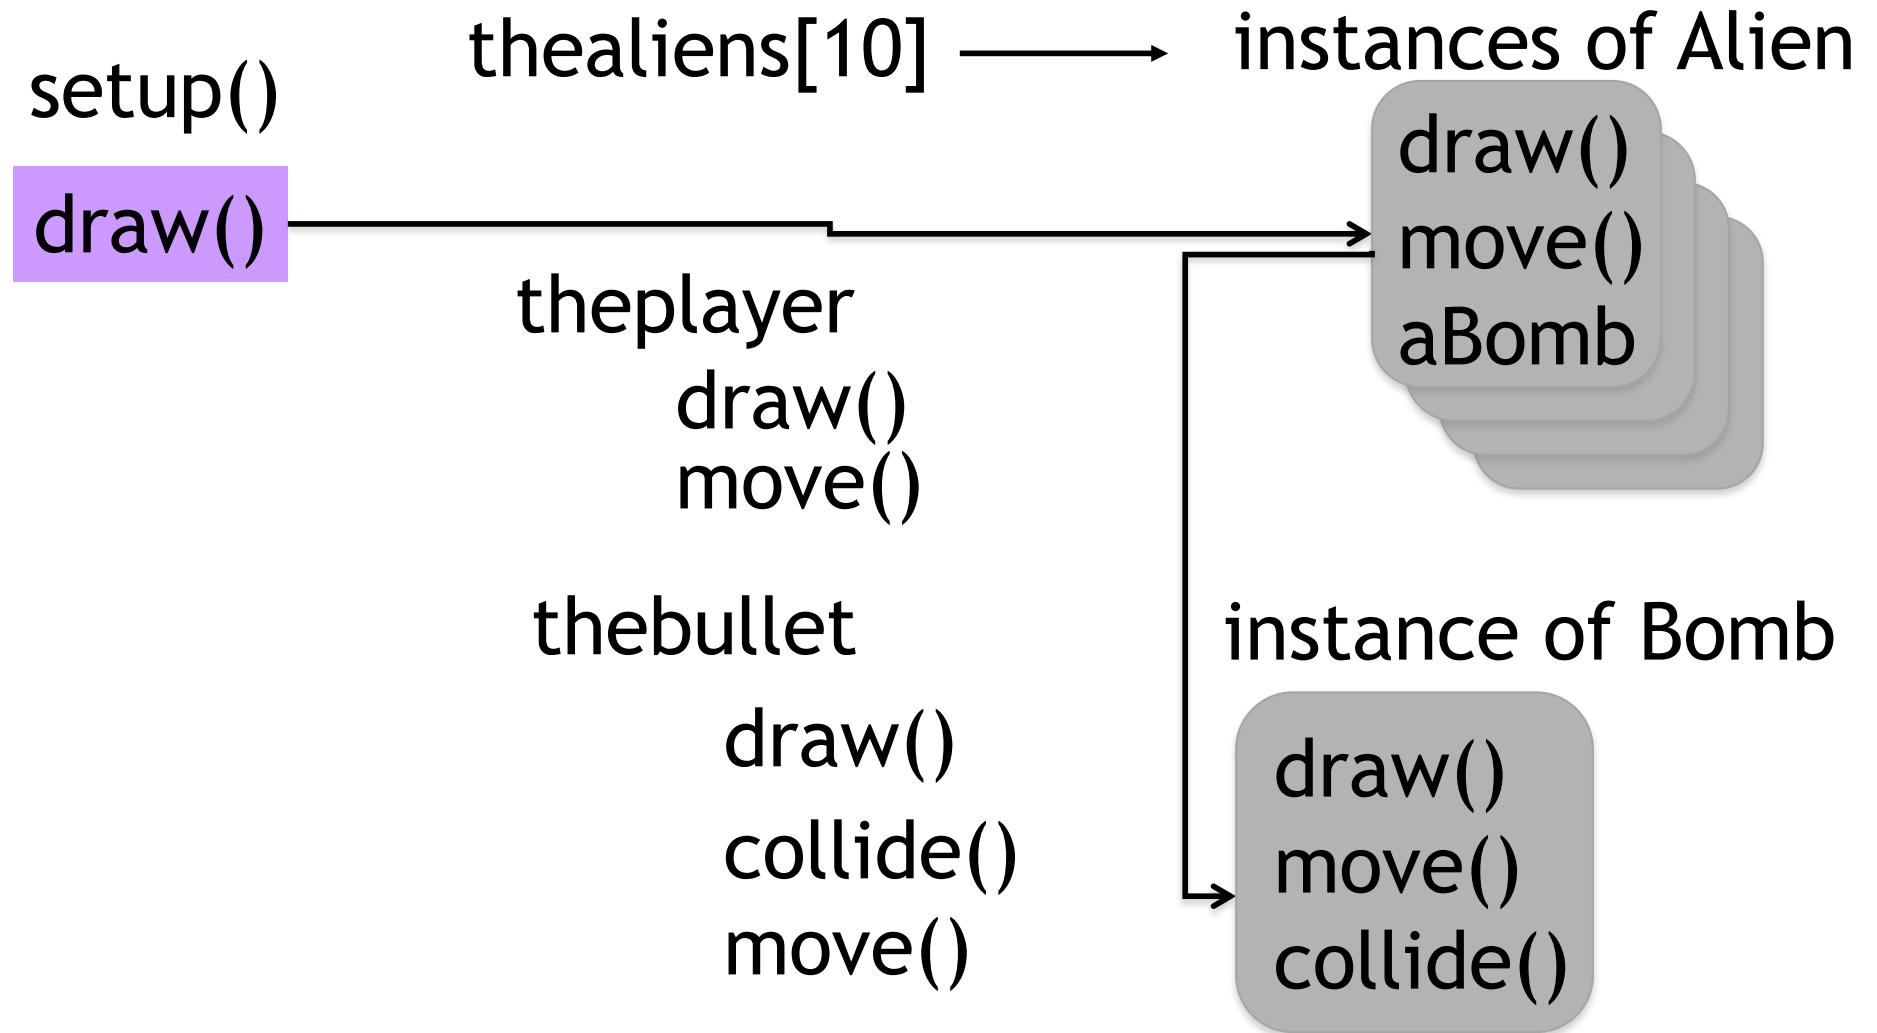 setup()
draw()
thealiens[10]
theplayer
draw()
move()
thebullet
draw()
collide()
move()
instances of Alien
draw()
move()
aBomb
instance of Bomb
draw()
move()
collide()